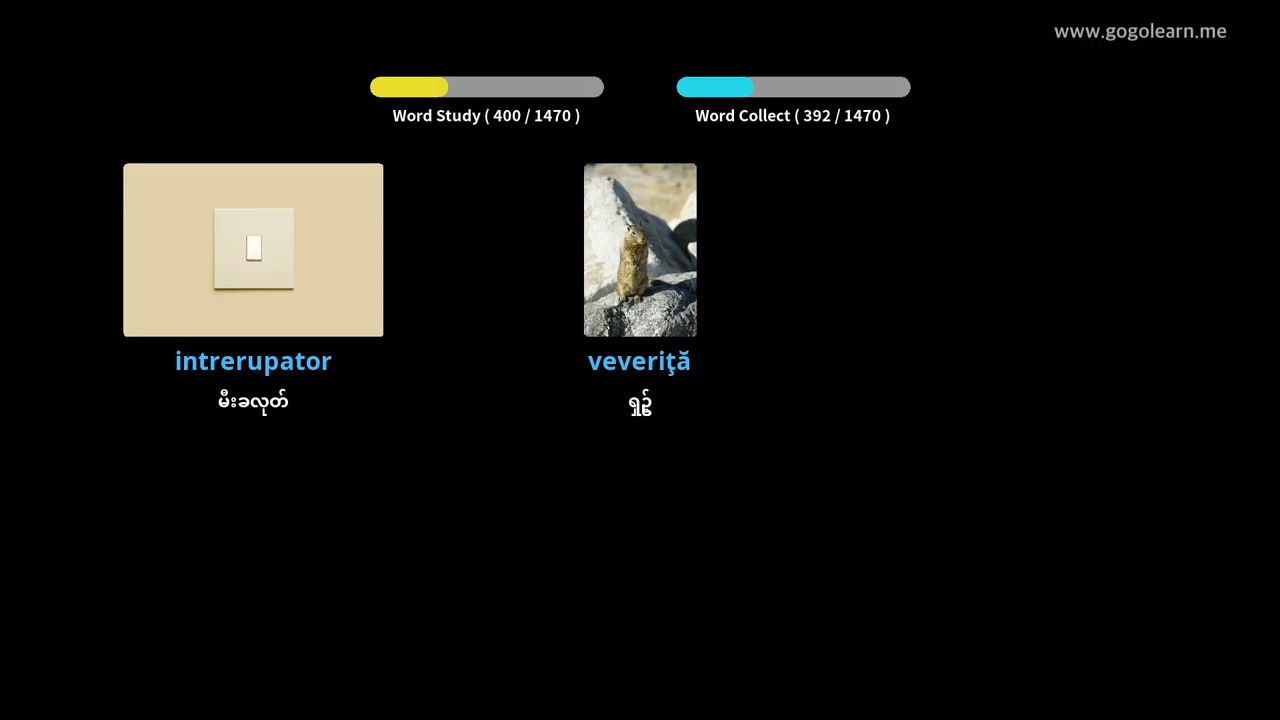 www.gogolearn.me
Word Study ( 400 / 1470 )
Word Collect ( 392 / 1470 )
intrerupator
veveriţă
မီးခလုတ်
ရှဉ့်